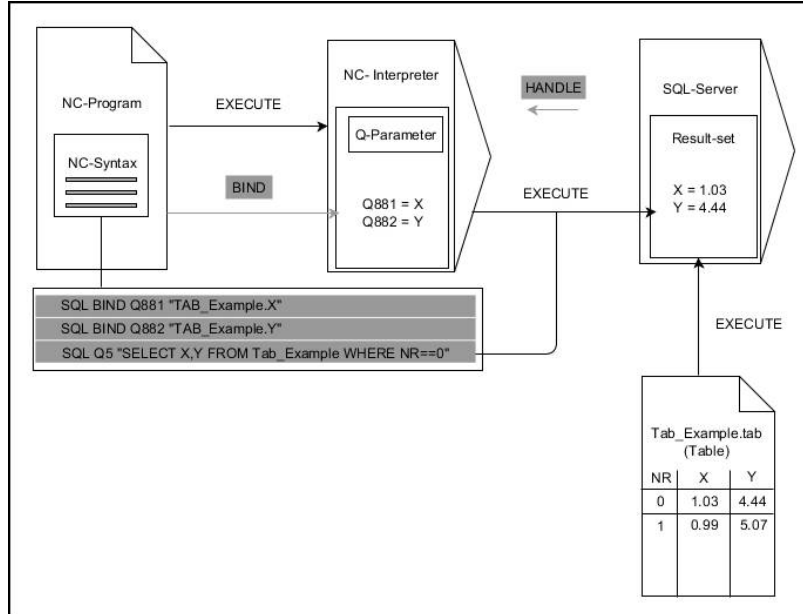 NC-Program
NC-Syntax
EXECUTE
BIND
NC- Interpreter
Q-Parameter
Q881 = X
Q882 = Y
HANDLE
EXECUTE
SQL-Server
Result-set
X = 1.03
Y = 4.44
SQL BIND Q881 "TAB_Example.X"
SQL BIND Q882 "TAB_Example.Y"
SQL Q5 "SELECT X,Y FROM Tab_Example WHERE NR==0"
EXECUTE
Tab_Example.tab
(Table)
NR X Y
0 1.03 4.44
1 0.99 5.07